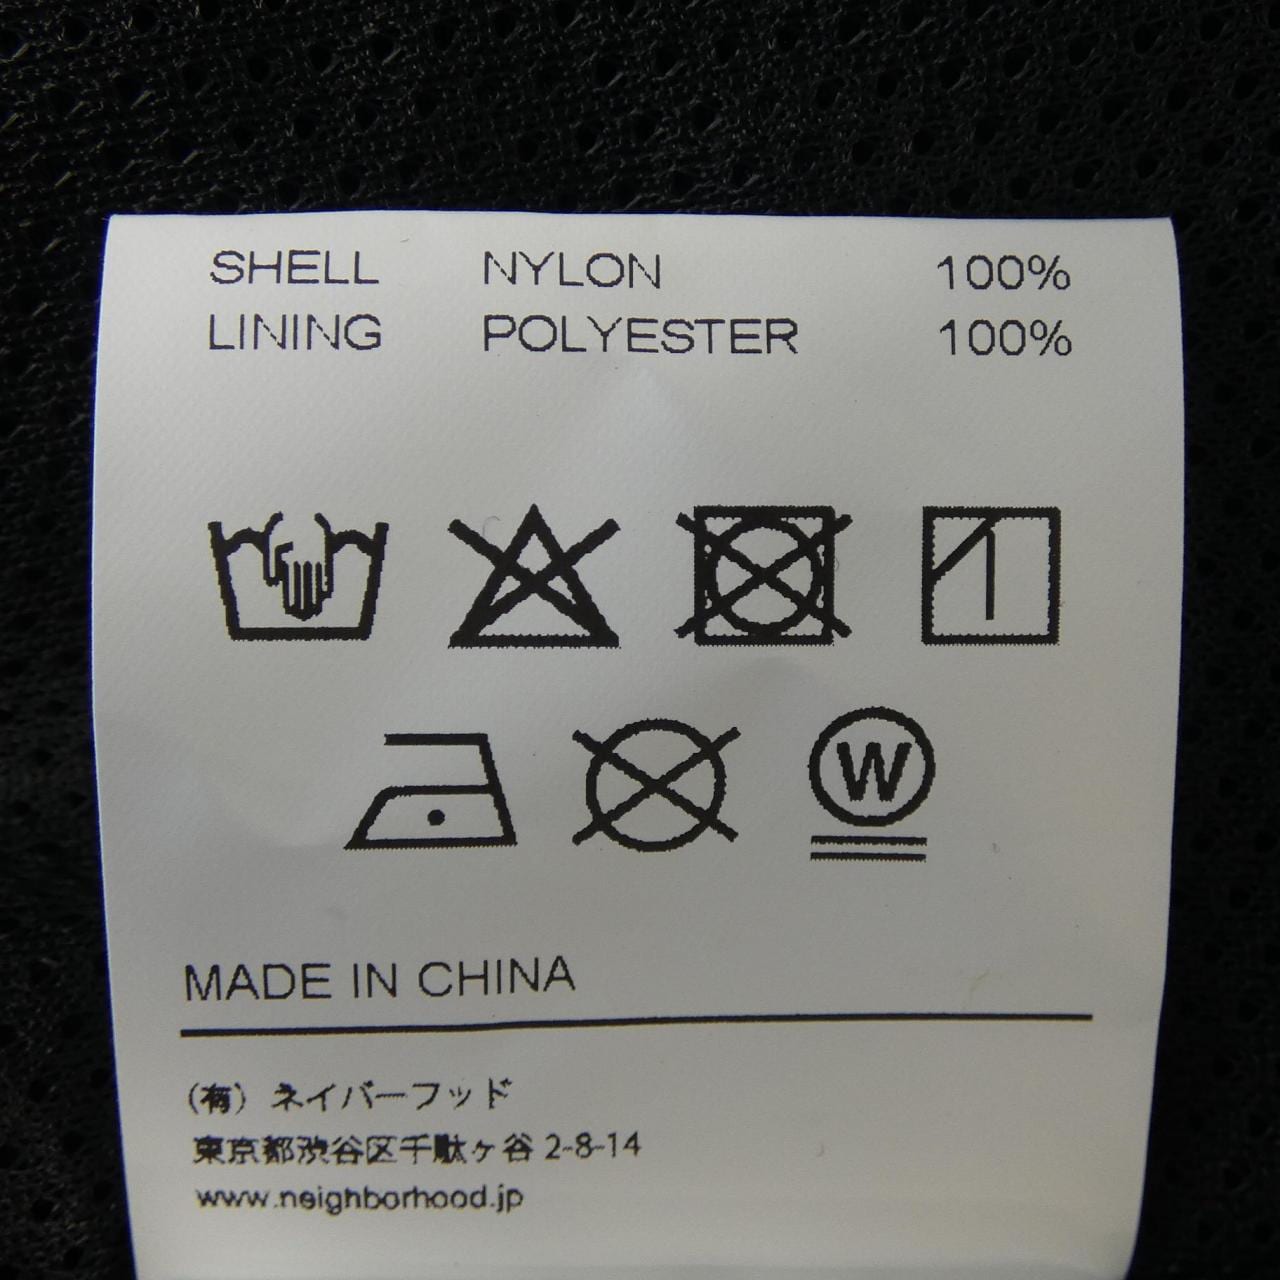 SHELL NYLON 100%
LINING POLYESTER 100%
W
MADE IN CHINA
(有) ネイバーフッド
東京都渋谷区千駄ヶ谷 2-8-14
www.neighborhood.jp